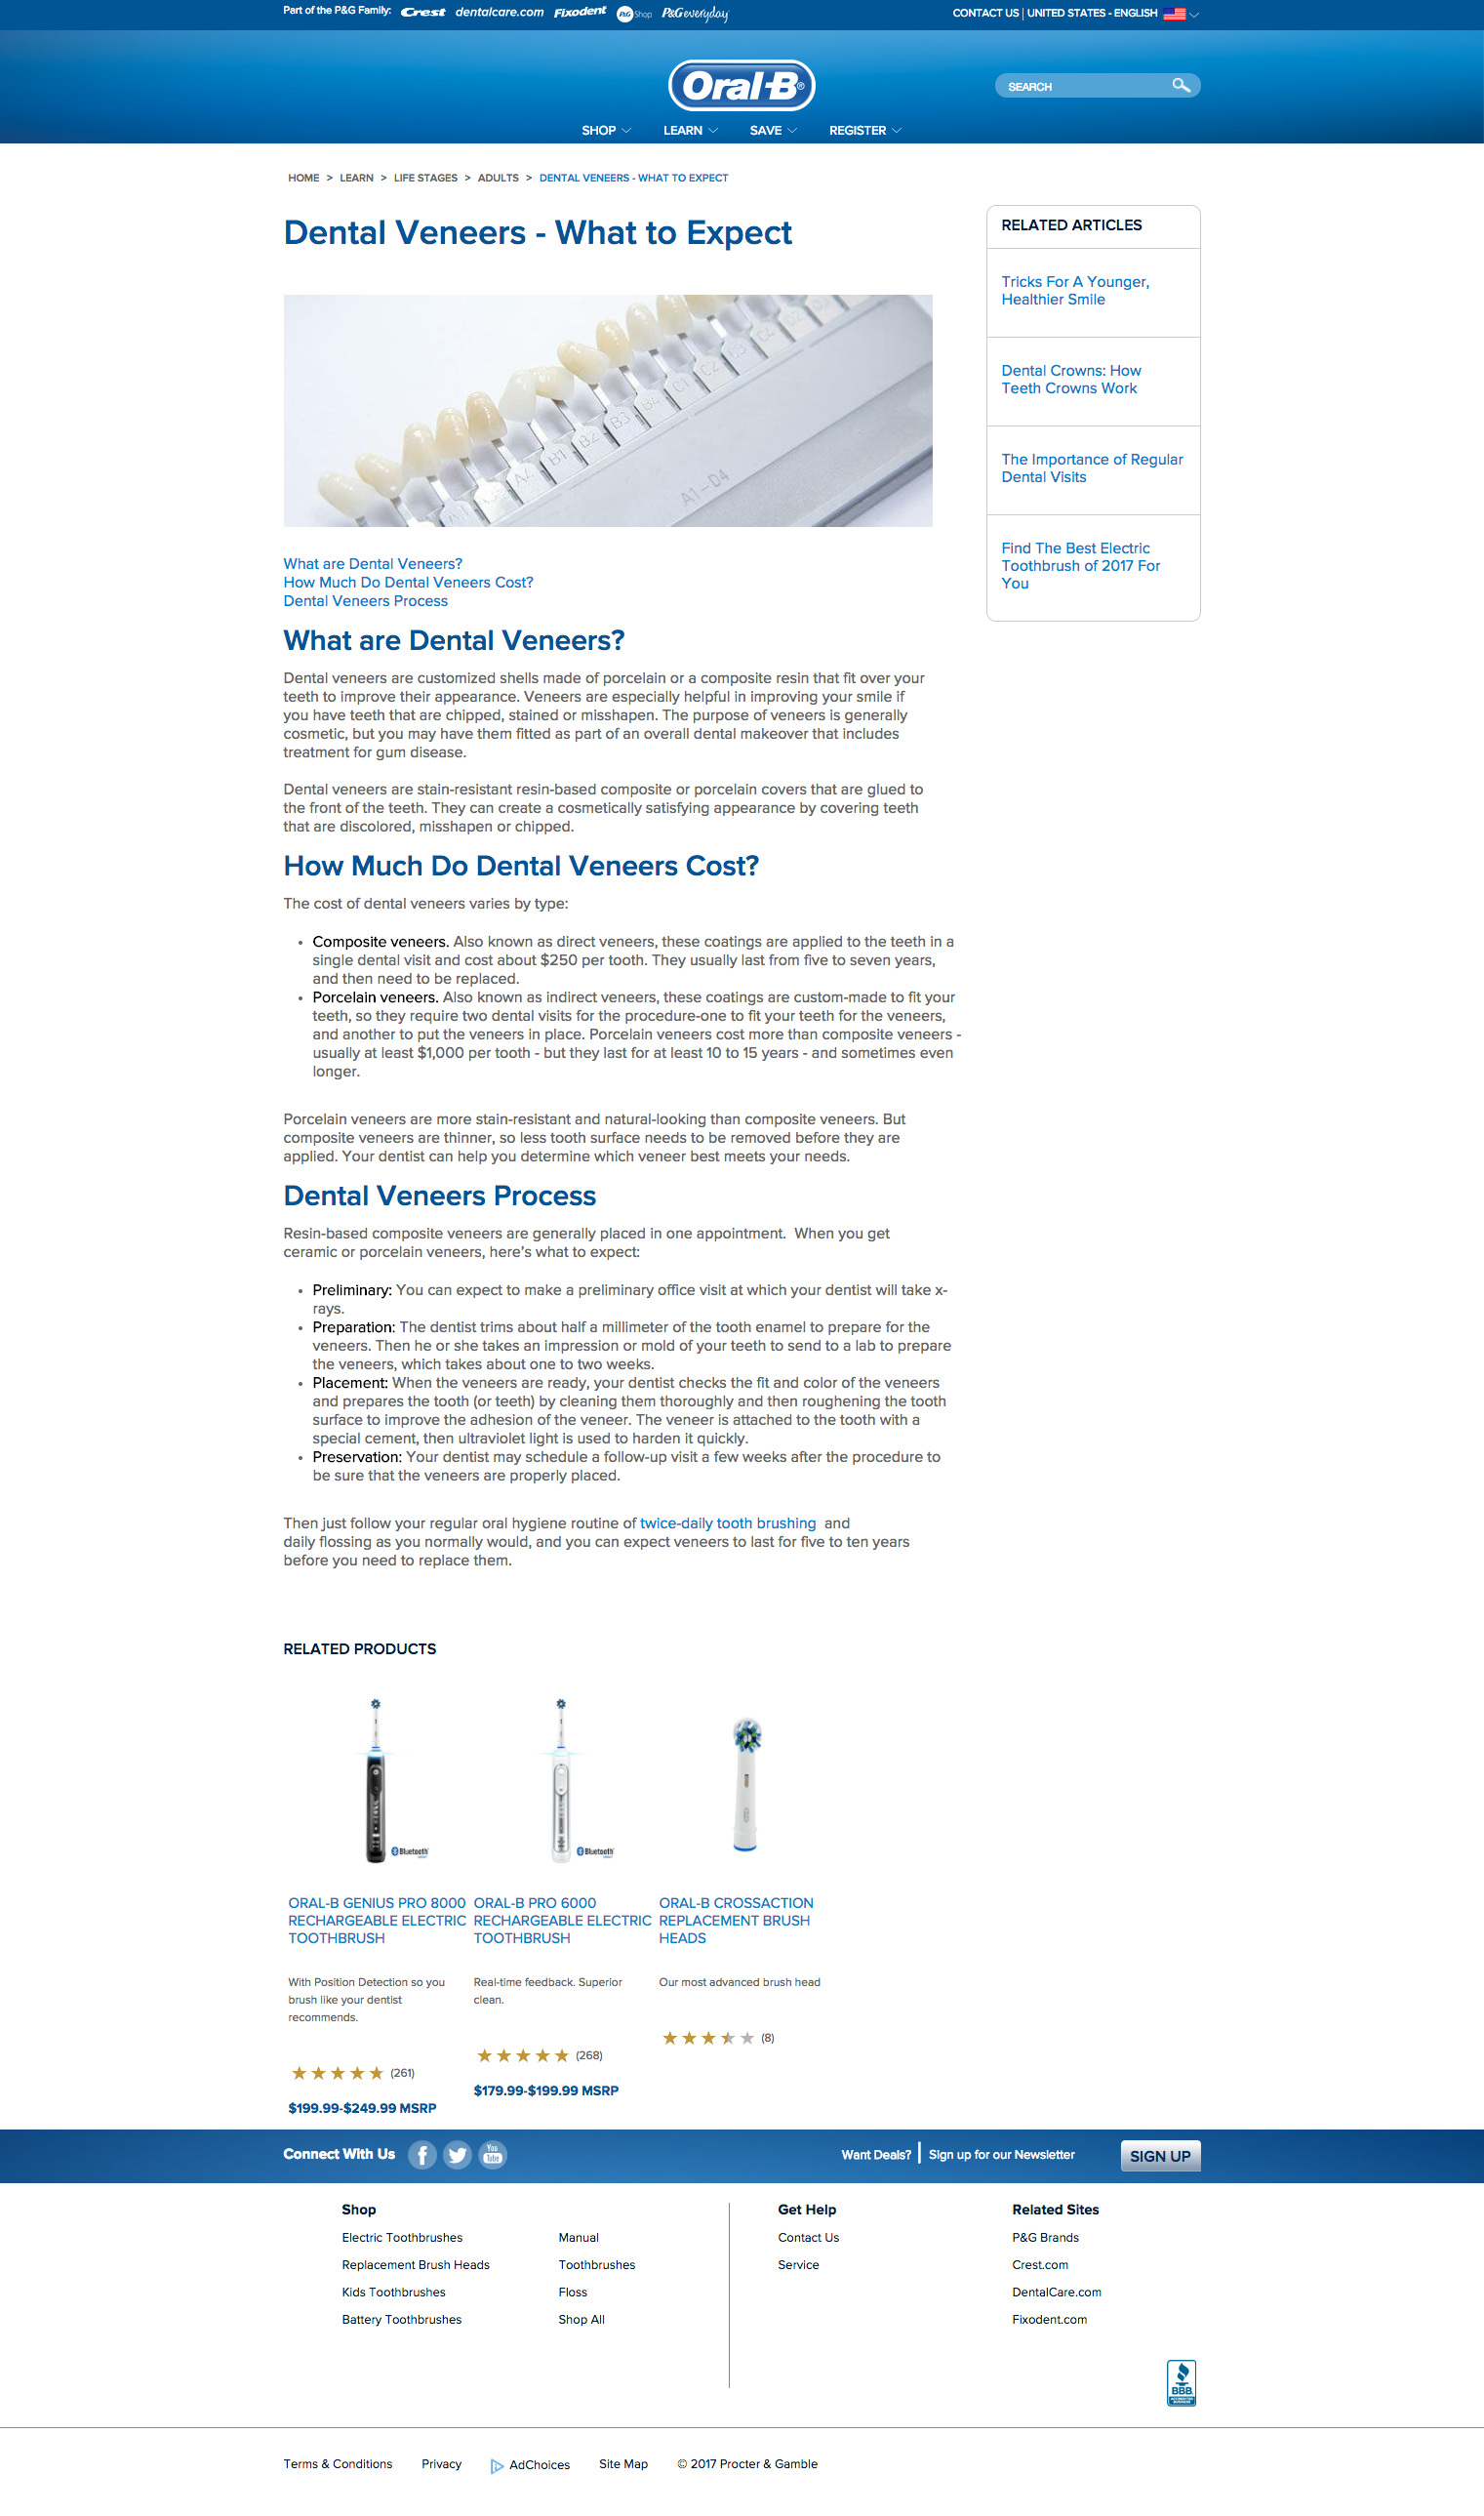 Part of the P&G Family: Crest dentalcare.com Fixodent P&G Shop P&G everyday
CONTACT US | UNITED STATES - ENGLISH
Oral-B®
SEARCH
SHOP LEARN SAVE REGISTER
HOME > LEARN > LIFE STAGES > ADULTS > DENTAL VENEERS - WHAT TO EXPECT
Dental Veneers - What to Expect
A4 B1 B2 B3 B4 C1 C2 C3 C4 D2 D3
A1-D4
RELATED ARTICLES
Tricks For A Younger,
Healthier Smile
Dental Crowns: How
Teeth Crowns Work
The Importance of Regular
Dental Visits
Find The Best Electric
Toothbrush of 2017 For
You
What are Dental Veneers?
How Much Do Dental Veneers Cost?
Dental Veneers Process
What are Dental Veneers?
Dental veneers are customized shells made of porcelain or a composite resin that fit over your
teeth to improve their appearance. Veneers are especially helpful in improving your smile if
you have teeth that are chipped, stained or misshapen. The purpose of veneers is generally
cosmetic, but you may have them fitted as part of an overall dental makeover that includes
treatment for gum disease.
Dental veneers are stain-resistant resin-based composite or porcelain covers that are glued to
the front of the teeth. They can create a cosmetically satisfying appearance by covering teeth
that are discolored, misshapen or chipped.
How Much Do Dental Veneers Cost?
The cost of dental veneers varies by type:
• Composite veneers. Also known as direct veneers, these coatings are applied to the teeth in a
single dental visit and cost about $250 per tooth. They usually last from five to seven years,
and then need to be replaced.
• Porcelain veneers. Also known as indirect veneers, these coatings are custom-made to fit your
teeth, so they require two dental visits for the procedure-one to fit your teeth for the veneers,
and another to put the veneers in place. Porcelain veneers cost more than composite veneers -
usually at least $1,000 per tooth - but they last for at least 10 to 15 years - and sometimes even
longer.
Porcelain veneers are more stain-resistant and natural-looking than composite veneers. But
composite veneers are thinner, so less tooth surface needs to be removed before they are
applied. Your dentist can help you determine which veneer best meets your needs.
Dental Veneers Process
Resin-based composite veneers are generally placed in one appointment. When you get
ceramic or porcelain veneers, here's what to expect:
• Preliminary: You can expect to make a preliminary office visit at which your dentist will take x-
rays.
• Preparation: The dentist trims about half a millimeter of the tooth enamel to prepare for the
veneers. Then he or she takes an impression or mold of your teeth to send to a lab to prepare
the veneers, which takes about one to two weeks.
• Placement: When the veneers are ready, your dentist checks the fit and color of the veneers
and prepares the tooth (or teeth) by cleaning them thoroughly and then roughening the tooth
surface to improve the adhesion of the veneer. The veneer is attached to the tooth with a
special cement, then ultraviolet light is used to harden it quickly.
• Preservation: Your dentist may schedule a follow-up visit a few weeks after the procedure to
be sure that the veneers are properly placed.
Then just follow your regular oral hygiene routine of twice-daily tooth brushing and
daily flossing as you normally would, and you can expect veneers to last for five to ten years
before you need to replace them.
RELATED PRODUCTS
Bluetooth
Bluetooth
ORAL-B GENIUS PRO 8000
RECHARGEABLE ELECTRIC
TOOTHBRUSH
With Position Detection so you
brush like your dentist
recommends.
(261)
$199.99-$249.99 MSRP
ORAL-B PRO 6000
RECHARGEABLE ELECTRIC
TOOTHBRUSH
Real-time feedback. Superior
clean.
(268)
$179.99-$199.99 MSRP
ORAL-B CROSSACTION
REPLACEMENT BRUSH
HEADS
Our most advanced brush head
(8)
Connect With Us
You Tube
Want Deals? | Sign up for our Newsletter
SIGN UP
Shop
Electric Toothbrushes
Replacement Brush Heads
Kids Toothbrushes
Battery Toothbrushes
Manual
Toothbrushes
Floss
Shop All
Get Help
Contact Us
Service
Related Sites
P&G Brands
Crest.com
DentalCare.com
Fixodent.com
BBB
Terms & Conditions Privacy AdChoices Site Map © 2017 Procter & Gamble